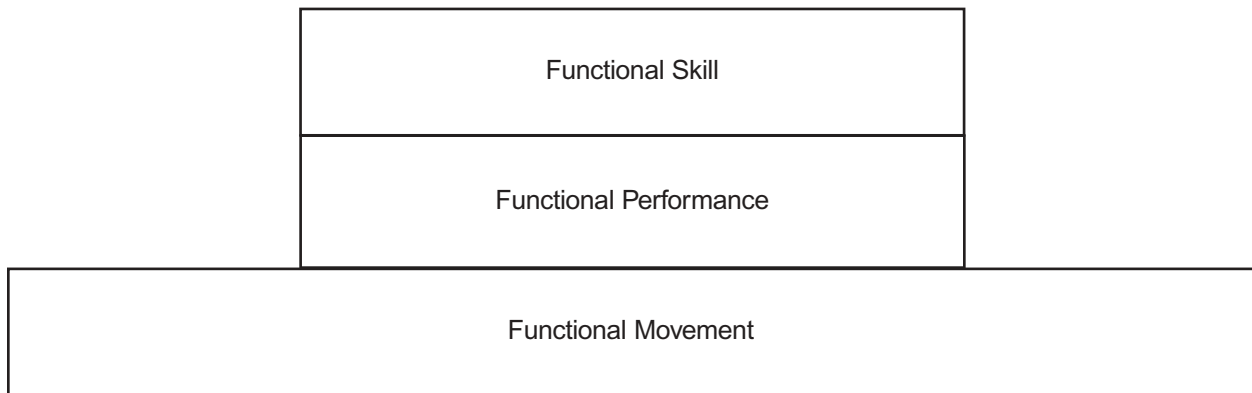 Functional Skill
Functional Performance
Functional Movement